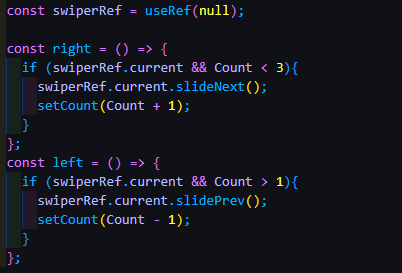 const swiperRef = useRef(null);

const right = () => {
  if (swiperRef.current && Count < 3){
    swiperRef.current.slideNext();
    setCount(Count + 1);
  }
};
const left = () => {
  if (swiperRef.current && Count > 1){
    swiperRef.current.slidePrev();
    setCount(Count - 1);
  }
};